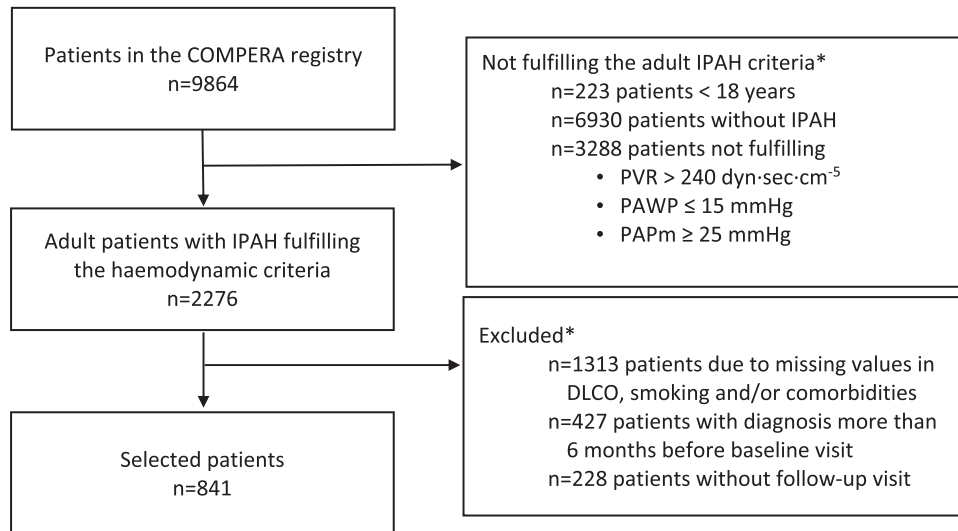 Patients in the COMPERA registry
n=9864
Not fulfilling the adult IPAH criteria*
n=223 patients < 18 years
n=6930 patients without IPAH
n=3288 patients not fulfilling
• PVR > 240 dyn·sec·cm⁻⁵
• PAWP ≤ 15 mmHg
• PAPm ≥ 25 mmHg
Adult patients with IPAH fulfilling
the haemodynamic criteria
n=2276
Excluded*
n=1313 patients due to missing values in
DLCO, smoking and/or comorbidities
n=427 patients with diagnosis more than
6 months before baseline visit
n=228 patients without follow-up visit
Selected patients
n=841